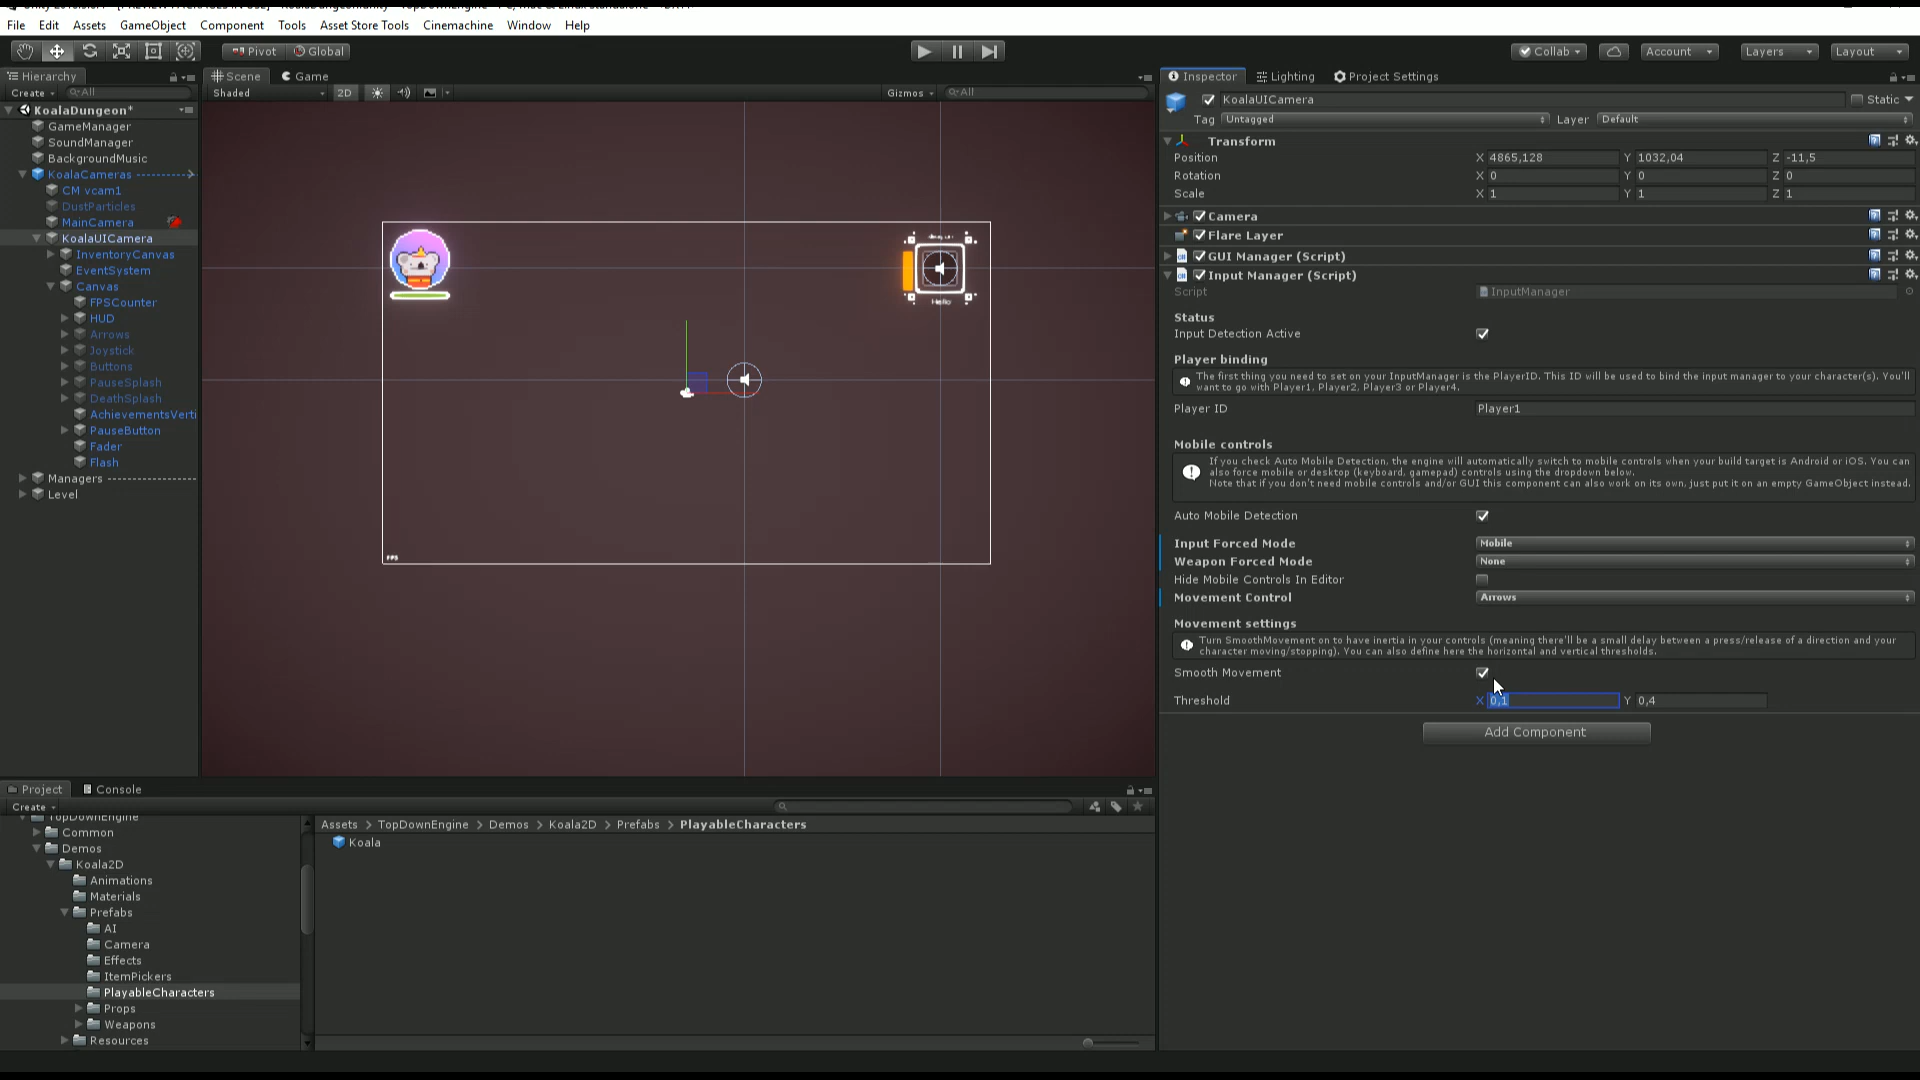 File Edit Assets GameObject Component Tools Asset Store Tools Cinemachine Window Help
Pivot Global Collab Account Layers Layout
Hierarchy
Create All
KoalaDungeon*
GameManager
SoundManager
BackgroundMusic
KoalaCameras
CM vcam1
DustParticles
MainCamera
KoalaUICamera
InventoryCanvas
EventSystem
Canvas
FPSCounter
HUD
Arrows
Joystick
Buttons
PauseSplash
DeathSplash
AchievementsVerti
PauseButton
Fader
Flash
Managers
Level
Scene Game
Shaded 2D Gizmos All
Hello
FPS
Inspector Lighting Project Settings
KoalaUICamera Static
Tag Untagged Layer Default
Transform
Position X 4865,128 Y 1032,04 Z -11,5
Rotation X 0 Y 0 Z 0
Scale X 1 Y 1 Z 1
Camera
Flare Layer
GUI Manager (Script)
Input Manager (Script)
Script InputManager
Status
Input Detection Active
Player binding
The first thing you need to set on your InputManager is the PlayerID. This ID will be used to bind the input manager to your character(s). You'll
want to go with Player1, Player2, Player3 or Player4.
Player ID Player1
Mobile controls
If you check Auto Mobile Detection, the engine will automatically switch to mobile controls when your build target is Android or iOS. You can
also force mobile or desktop (keyboard, gamepad) controls using the dropdown below.
Note that if you don't need mobile controls and/or GUI this component can also work on its own, just put it on an empty GameObject instead.
Auto Mobile Detection
Input Forced Mode Mobile
Weapon Forced Mode None
Hide Mobile Controls In Editor
Movement Control Arrows
Movement settings
Turn SmoothMovement on to have inertia in your controls (meaning there'll be a small delay between a press/release of a direction and your
character moving/stopping). You can also define here the horizontal and vertical thresholds.
Smooth Movement
Threshold X 0,1 Y 0,4
Add Component
Project Console
Create
TopDownEngine
Common
Demos
Koala2D
Animations
Materials
Prefabs
AI
Camera
Effects
ItemPickers
PlayableCharacters
Props
Weapons
Resources
Assets > TopDownEngine > Demos > Koala2D > Prefabs > PlayableCharacters
Koala